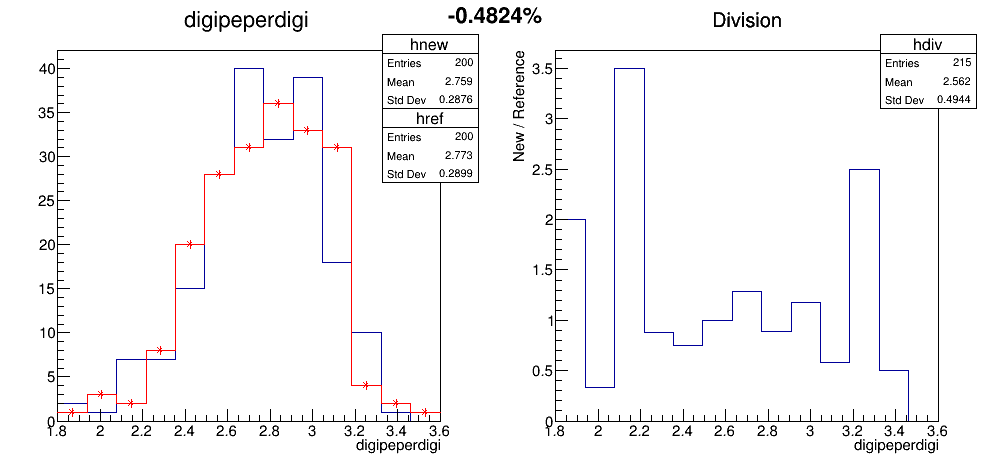 -0.4824%
digipeperdigi
hnew
Entries 200
Mean 2.759
Std Dev 0.2876
href
Entries 200
Mean 2.773
Std Dev 0.2899
40
35
30
25
20
15
10
5
0
1.8 2 2.2 2.4 2.6 2.8 3 3.2 3.4 3.6
digipeperdigi
Division
hdiv
Entries 215
Mean 2.562
Std Dev 0.4944
New / Reference
3.5
3
2.5
2
1.5
1
0.5
0
1.8 2 2.2 2.4 2.6 2.8 3 3.2 3.4 3.6
digipeperdigi